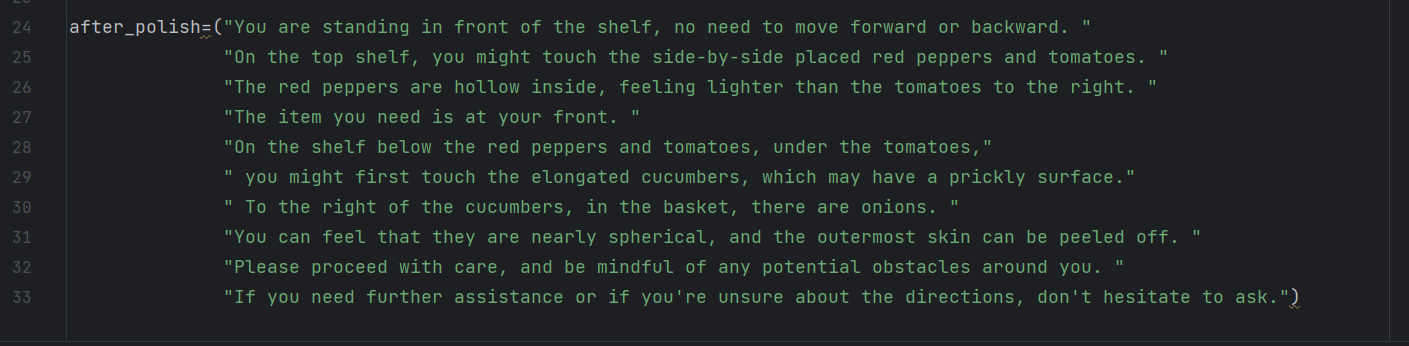 24 after_polish=("You are standing in front of the shelf, no need to move forward or backward. "
25 "On the top shelf, you might touch the side-by-side placed red peppers and tomatoes. "
26 "The red peppers are hollow inside, feeling lighter than the tomatoes to the right. "
27 "The item you need is at your front. "
28 "On the shelf below the red peppers and tomatoes, under the tomatoes,"
29 " you might first touch the elongated cucumbers, which may have a prickly surface."
30 " To the right of the cucumbers, in the basket, there are onions. "
31 "You can feel that they are nearly spherical, and the outermost skin can be peeled off. "
32 "Please proceed with care, and be mindful of any potential obstacles around you. "
33 "If you need further assistance or if you're unsure about the directions, don't hesitate to ask.")